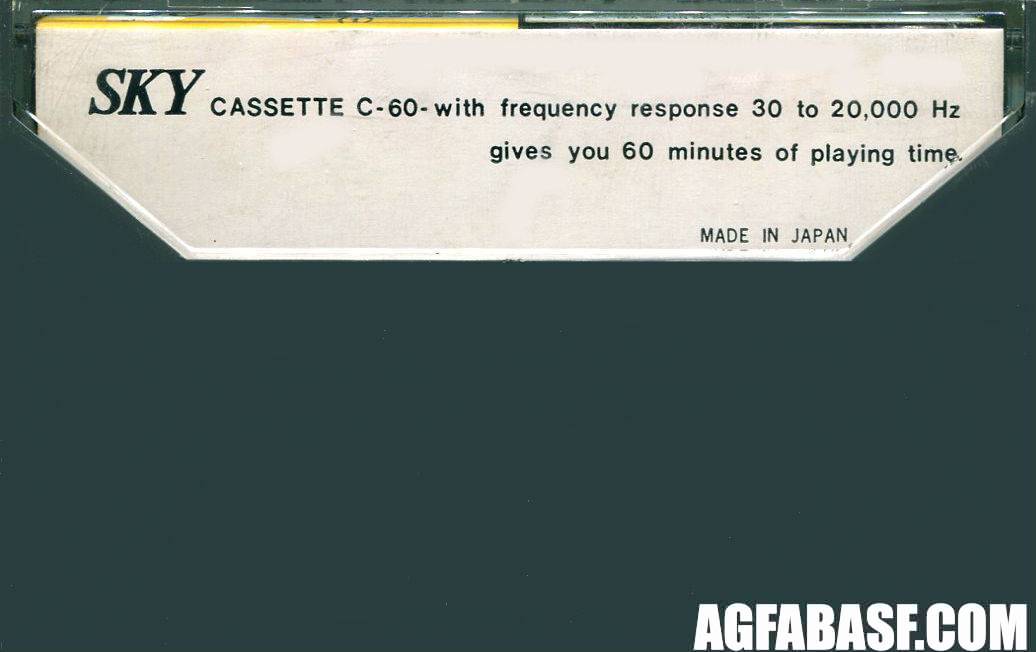 SKY CASSETTE C-60-with frequency response 30 to 20,000 Hz
gives you 60 minutes of playing time.
MADE IN JAPAN
AGFABASF.COM